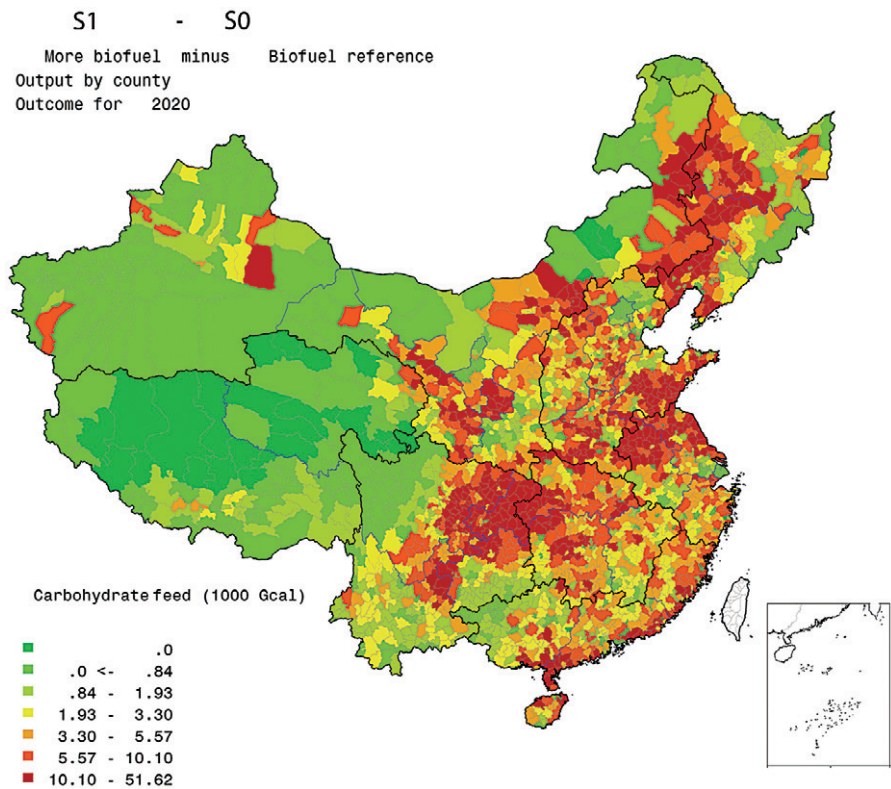 S1 - S0
More biofuel minus Biofuel reference
Output by county
Outcome for 2020
Carbohydrate feed (1000 Gcal)
.0
.0 <- .84
.84 - 1.93
1.93 - 3.30
3.30 - 5.57
5.57 - 10.10
10.10 - 51.62